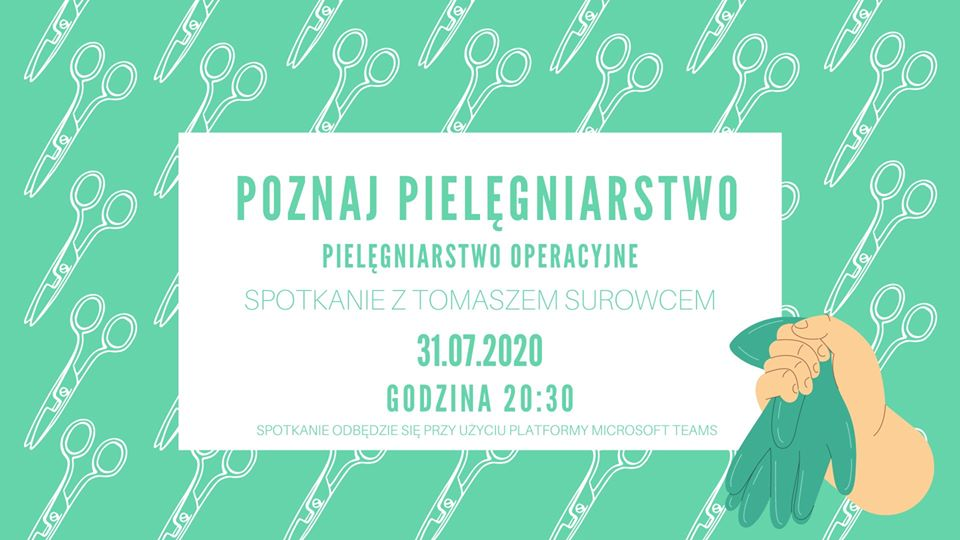 POZNAJ PIELĘGNIARSTWO
PIELĘGNIARSTWO OPERACYJNE
SPOTKANIE Z TOMASZEM SUROWCEM
31.07.2020
GODZINA 20:30
SPOTKANIE ODBĘDZIE SIĘ PRZY UZYCIU PLATFORMY MICROSOFT TEAMS